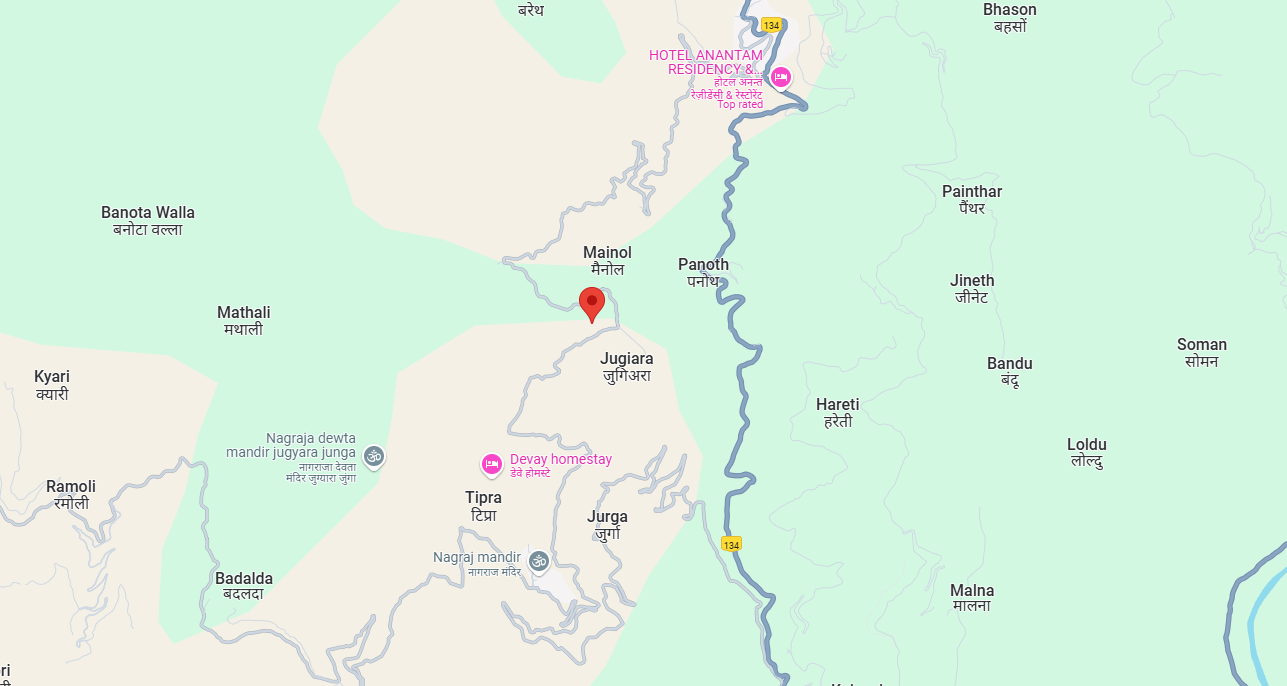 बरेथ
Bhason
बहसों
134
HOTEL ANANTAM
RESIDENCY &...
होटल अनन्त
रेज़ीडेंसी & रेस्टोरेंट
Top rated
Painthar
पैंथर
Banota Walla
बनोटा वल्ला
Mainol
मैनोल
Panoth
पनोथ
Jineth
जीनेट
Mathali
मथाली
Soman
सोमन
Jugiara
जुगिअरा
Bandu
बंदू
Kyari
क्यारी
Hareti
हरेती
Nagraja dewta
mandir jugyara junga
नागराजा देवता
मंदिर जुग्यारा जुगा
Devay homestay
डेवे होमस्टे
Loldu
लोल्दु
Ramoli
रमोली
Tipra
टिप्रा
Jurga
जुर्गा
134
Nagraj mandir
नागराज मंदिर
Badalda
बदलदा
Malna
मालना
ri